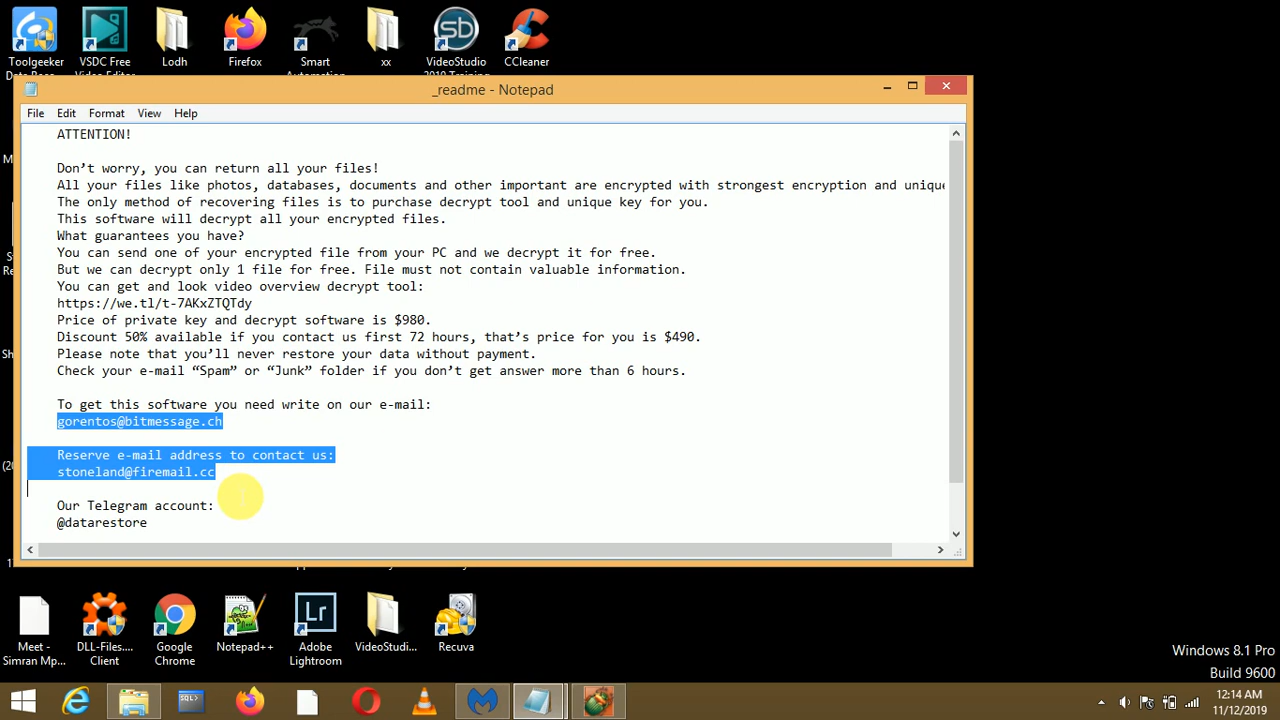 Toolgeeker
VSDC Free
Lodh
Firefox
Smart
xx
VideoStudio
CCleaner
_readme - Notepad
File Edit Format View Help
ATTENTION!
Don’t worry, you can return all your files!
All your files like photos, databases, documents and other important are encrypted with strongest encryption and unique
The only method of recovering files is to purchase decrypt tool and unique key for you.
This software will decrypt all your encrypted files.
What guarantees you have?
You can send one of your encrypted file from your PC and we decrypt it for free.
But we can decrypt only 1 file for free. File must not contain valuable information.
You can get and look video overview decrypt tool:
https://we.tl/t-7AKxZTQTdy
Price of private key and decrypt software is $980.
Discount 50% available if you contact us first 72 hours, that’s price for you is $490.
Please note that you’ll never restore your data without payment.
Check your e-mail “Spam” or “Junk” folder if you don’t get answer more than 6 hours.
To get this software you need write on our e-mail:
gorentos@bitmessage.ch
Reserve e-mail address to contact us:
stoneland@firemail.cc
Our Telegram account:
@datarestore
Meet -
Simran Mp...
DLL-Files....
Client
Google
Chrome
Notepad++
Adobe
Lightroom
VideoStudi...
Recuva
Windows 8.1 Pro
Build 9600
12:14 AM
11/12/2019